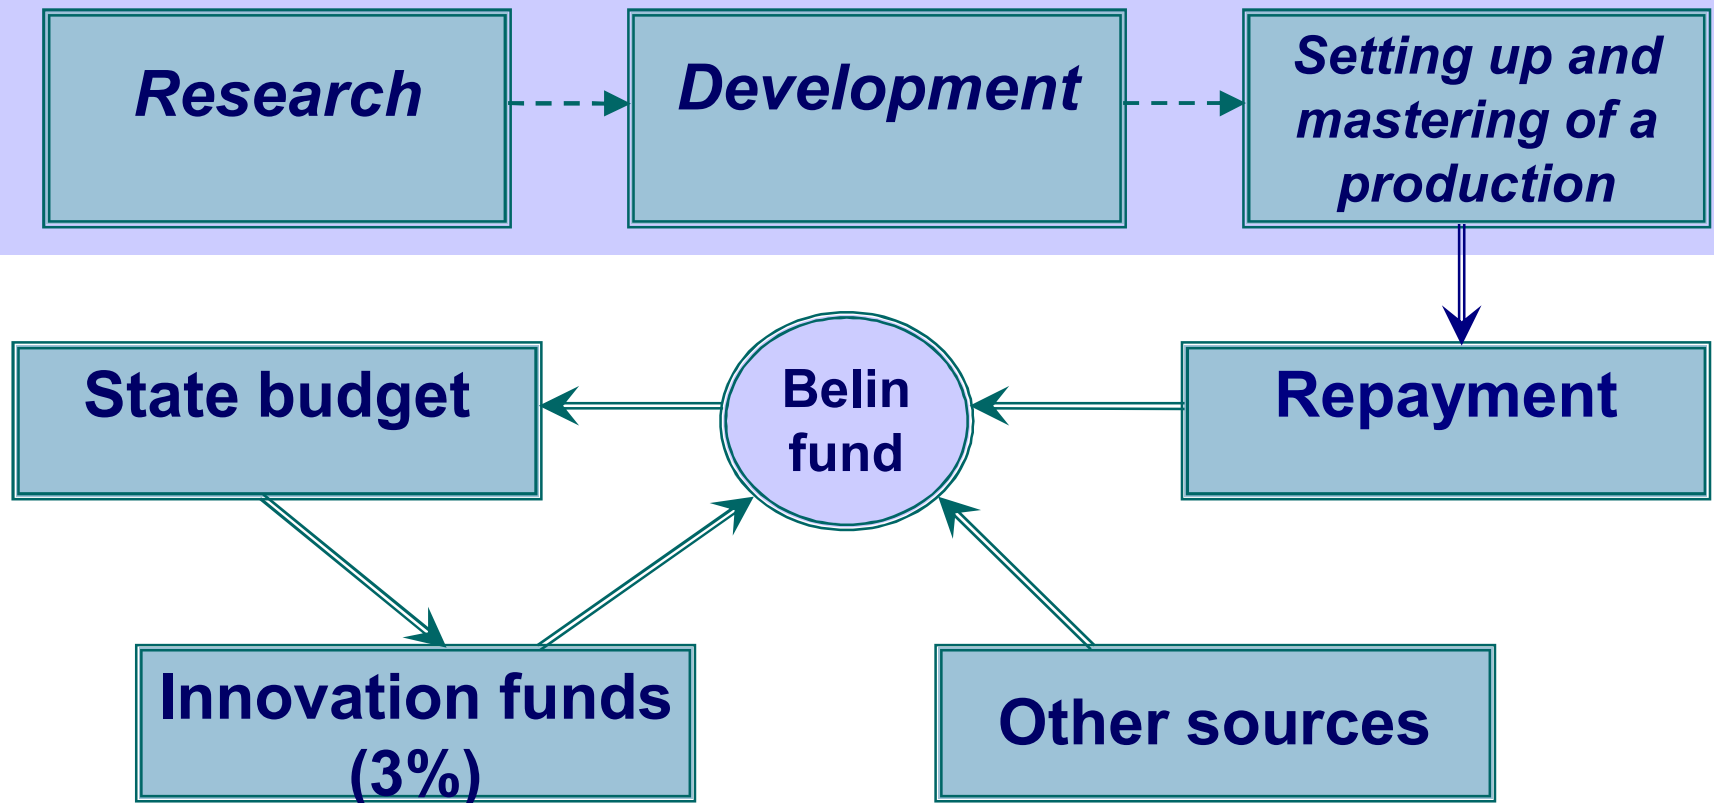 Research
Development
Setting up and
mastering of a
production
State budget
Belin
fund
Repayment
Innovation funds
(3%)
Other sources